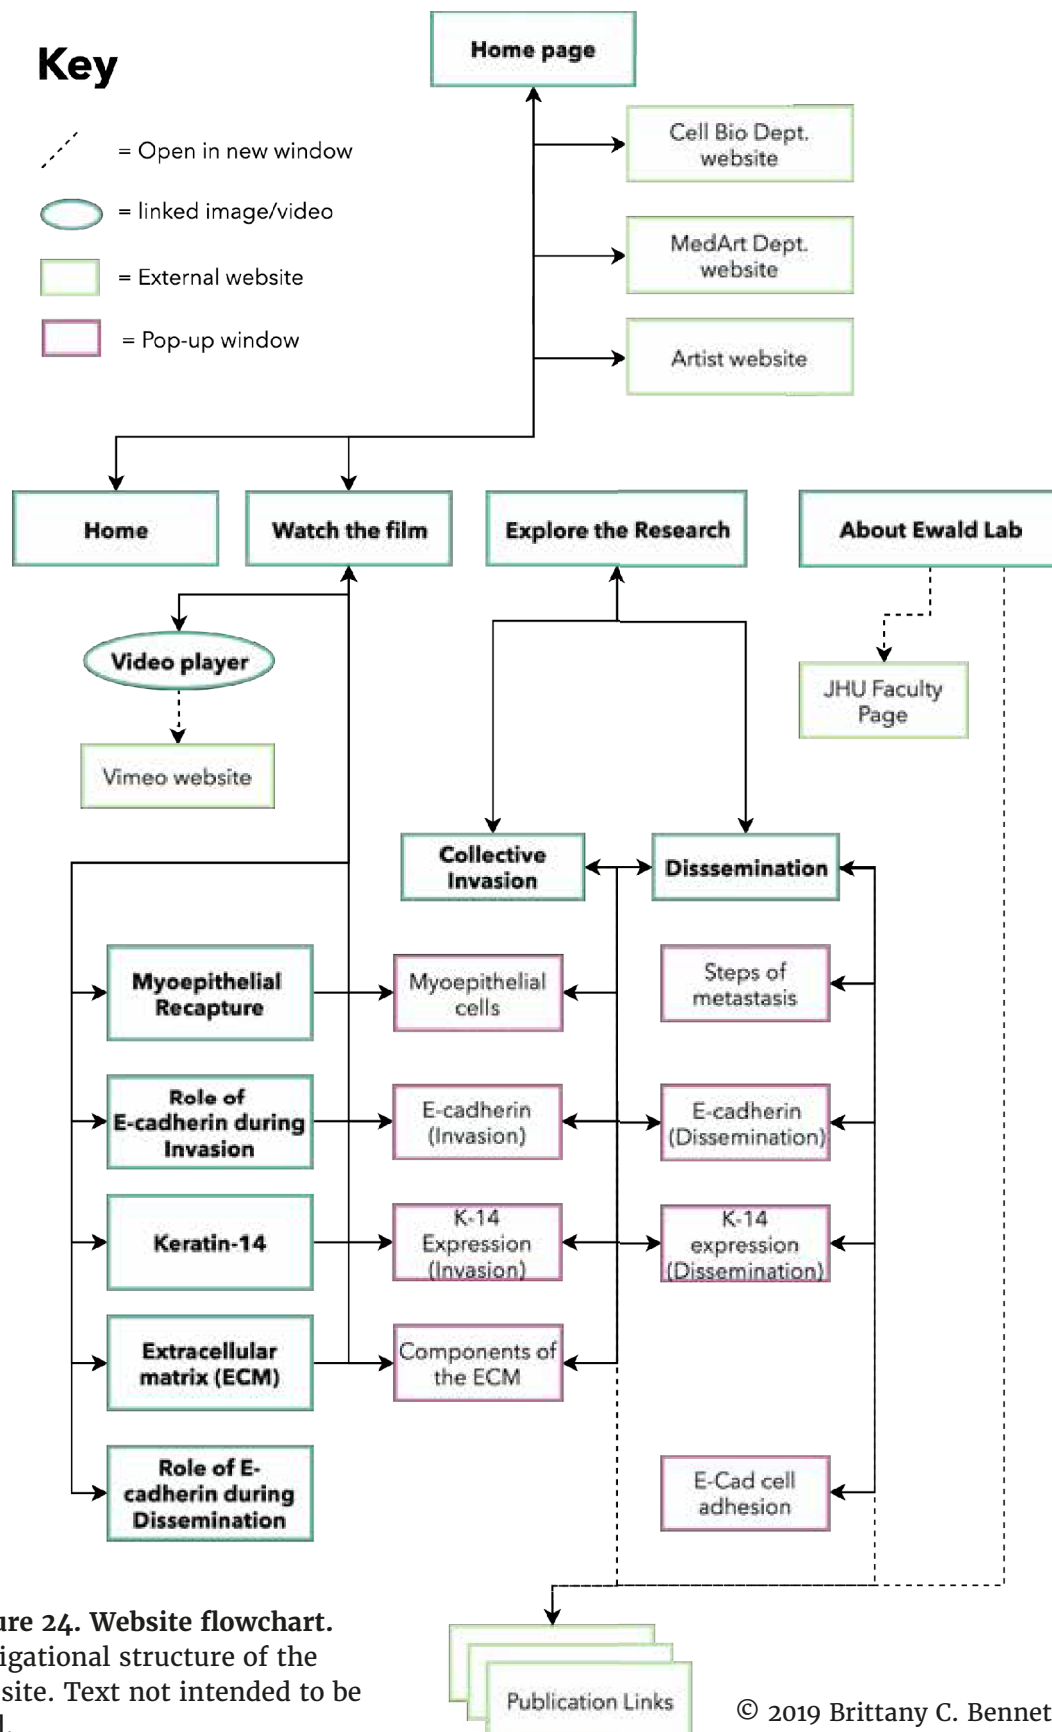 Home page
Key
= Open in new window
= linked image/video
= External website
= Pop-up window
Cell Bio Dept.
website
MedArt Dept.
website
Artist website
Home
Watch the film
Explore the Research
About Ewald Lab
Video player
Vimeo website
JHU Faculty
Page
Collective
Invasion
Disssemination
Myoepithelial
Recapture
Myoepithelial
cells
Steps of
metastasis
Role of
E-cadherin during
Invasion
E-cadherin
(Invasion)
E-cadherin
(Dissemination)
Keratin-14
K-14
Expression
(Invasion)
K-14
expression
(Dissemination)
Extracellular
matrix (ECM)
Components of
the ECM
Role of E-
cadherin during
Dissemination
E-Cad cell
adhesion
ure 24. Website flowchart.
igational structure of the
site. Text not intended to be
Publication Links
© 2019 Brittany C. Bennet